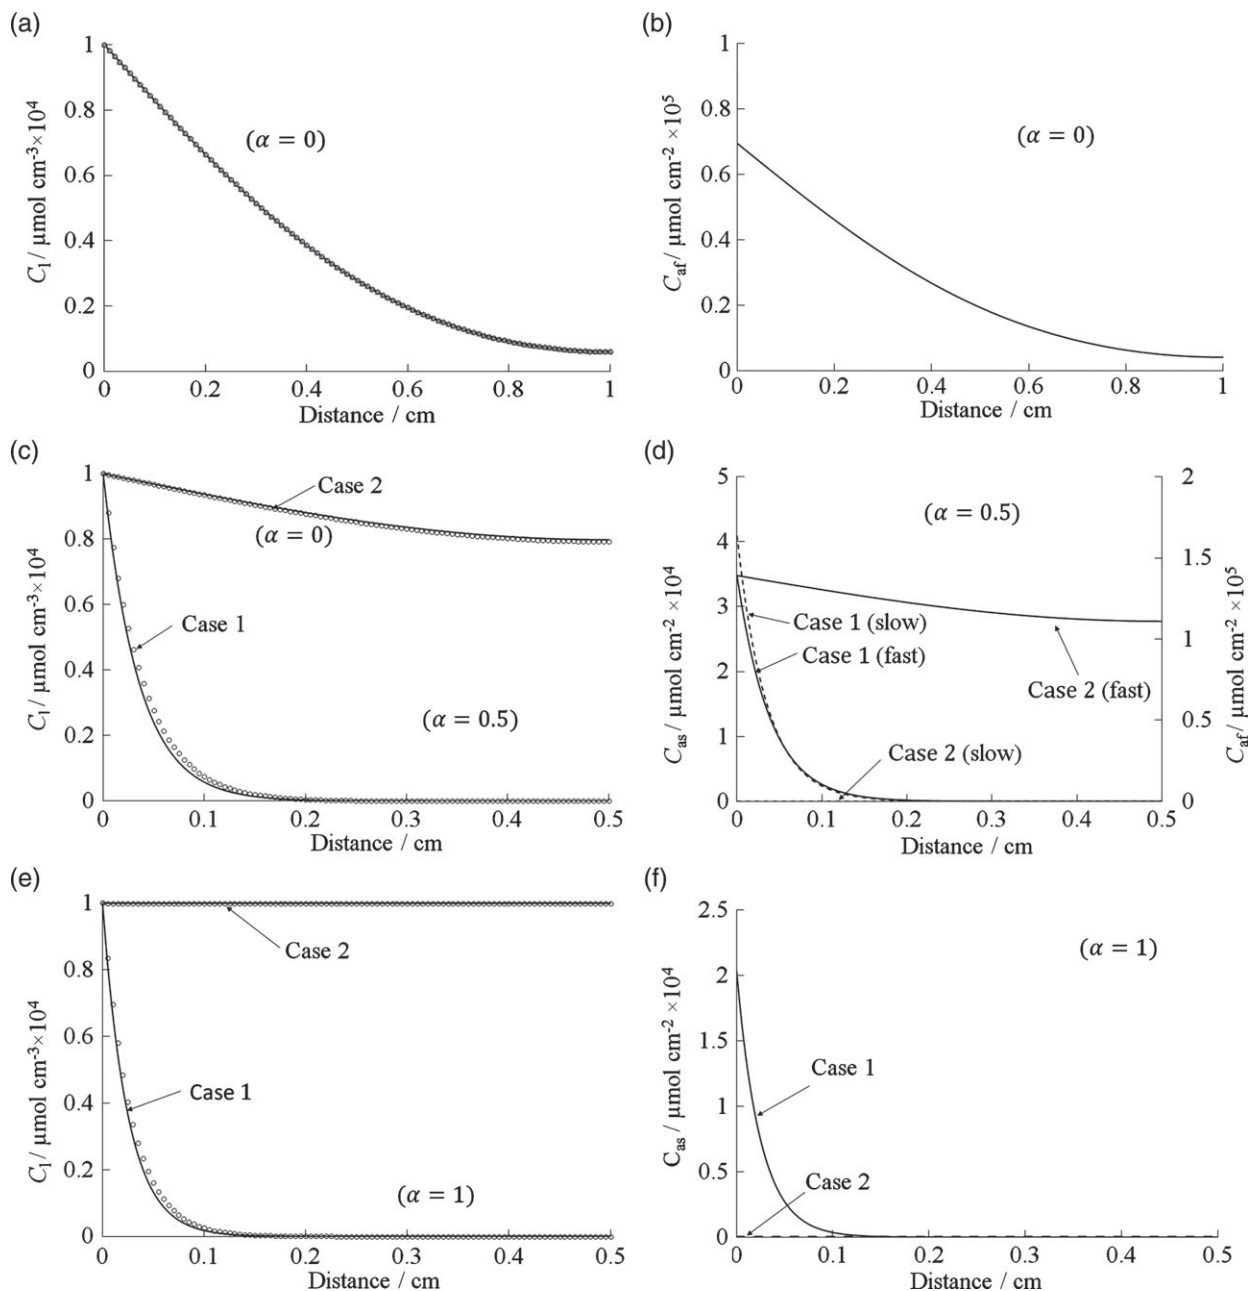 (a)
1
0.8
0.6
0.4
0.2
0
C_l / µmol cm⁻³×10⁴
(α = 0)
0 0.2 0.4 0.6 0.8 1
Distance / cm
(b)
1
0.8
0.6
0.4
0.2
0
C_af / µmol cm⁻² ×10⁵
(α = 0)
0 0.2 0.4 0.6 0.8 1
Distance / cm
(c)
1
0.8
0.6
0.4
0.2
0
C_l / µmol cm⁻³×10⁴
Case 2
(α = 0)
Case 1
(α = 0.5)
0 0.1 0.2 0.3 0.4 0.5
Distance / cm
(d)
5
4
3
2
1
0
C_as / µmol cm⁻² ×10⁴
(α = 0.5)
Case 1 (slow)
Case 1 (fast)
Case 2 (fast)
Case 2 (slow)
2
1.5
1
0.5
0
C_af / µmol cm⁻² ×10⁵
0 0.1 0.2 0.3 0.4 0.5
Distance / cm
(e)
1
0.8
0.6
0.4
0.2
0
C_l / µmol cm⁻³×10⁴
Case 2
Case 1
(α = 1)
0 0.1 0.2 0.3 0.4 0.5
Distance / cm
(f)
2.5
2
1.5
1
0.5
0
C_as / µmol cm⁻² ×10⁴
(α = 1)
Case 1
Case 2
0 0.1 0.2 0.3 0.4 0.5
Distance / cm